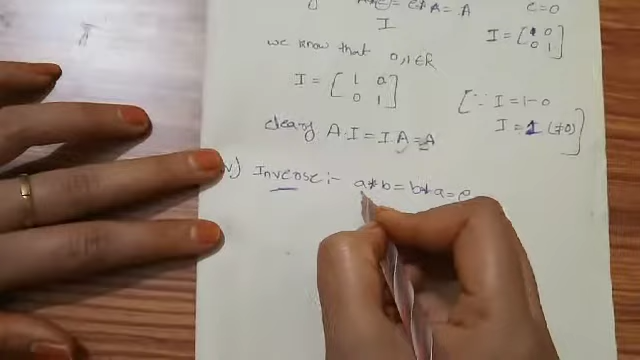 e=0
I
I = [1 0
0 1]
we know that 0,1∈R
I = [1 0
0 1]
[∵ I = 1-0
I = 1 (≠0)]
clearly A·I = I A = A
Inverse :- a*b = b*a = e